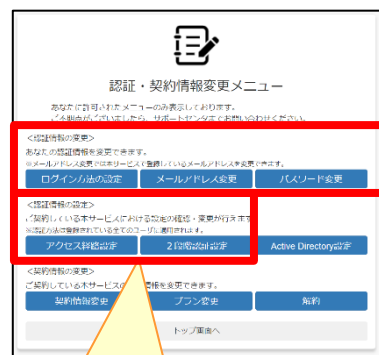 認証・契約情報変更メニュー
あなたに許可されたメニューのみ表示しております。
ご不明点がございましたら、サポートセンタまでお問い合わせください。
<認証情報の変更>
あなたの認証情報を変更できます。
※メールアドレス変更では本サービスで登録しているメールアドレスを変更できます。
ログイン方法の設定 メールアドレス変更 パスワード変更
<認証情報の設定>
ご契約している本サービスにおける設定の確認・変更が行えます
※認証方法は登録されている全てのユーザに適用されます。
アクセス経路設定 2段階認証設定 Active Directory設定
<契約情報の変更>
ご契約している本サービスの 情報を変更できます。
契約情報変更 プラン変更 解約
トップ画面へ